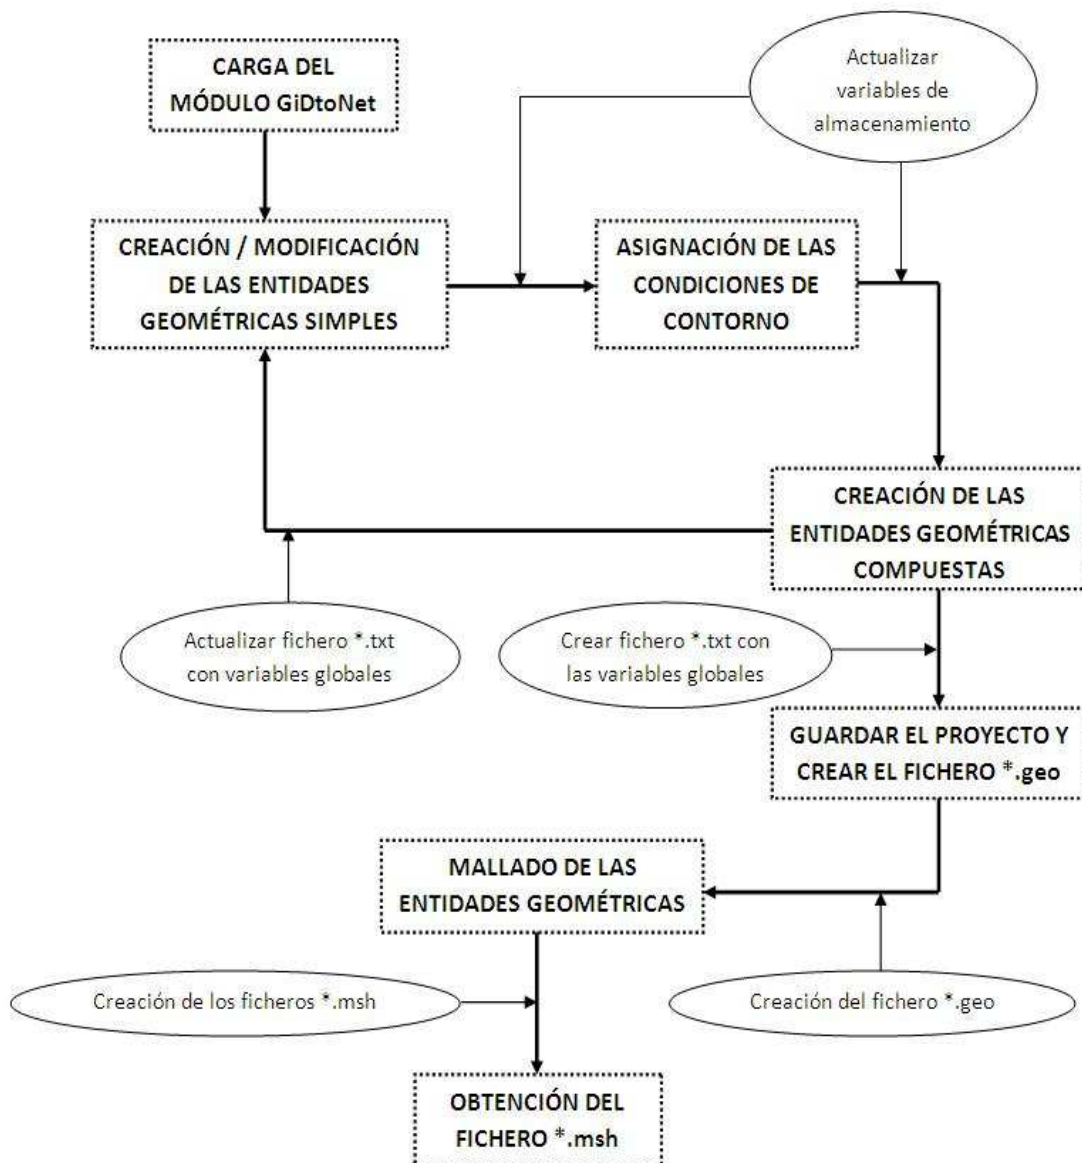 CARGA DEL
MÓDULO GiDtoNet
Actualizar
variables de
almacenamiento
CREACIÓN / MODIFICACIÓN
DE LAS ENTIDADES
GEOMÉTRICAS SIMPLES
ASIGNACIÓN DE LAS
CONDICIONES DE
CONTORNO
CREACIÓN DE LAS
ENTIDADES GEOMÉTRICAS
COMPUESTAS
Actualizar fichero *.txt
con variables globales
Crear fichero *.txt con
las variables globales
GUARDAR EL PROYECTO Y
CREAR EL FICHERO *.geo
MALLADO DE LAS
ENTIDADES GEOMÉTRICAS
Creación de los ficheros *.msh
Creación del fichero *.geo
OBTENCIÓN DEL
FICHERO *.msh